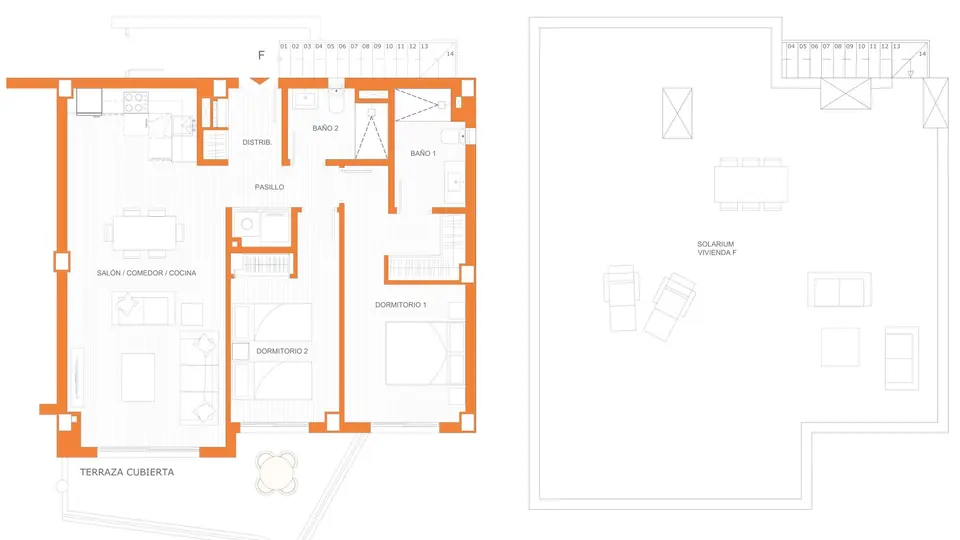 F
01 02 03 04 05 06 07 08 09 10 11 12 13
14
BAÑO 2
DISTRIB.
BAÑO 1
PASILLO
SALÓN / COMEDOR / COCINA
DORMITORIO 1
DORMITORIO 2
TERRAZA CUBIERTA
04 05 06 07 08 09 10 11 12 13
14
SOLARIUM
VIVIENDA F